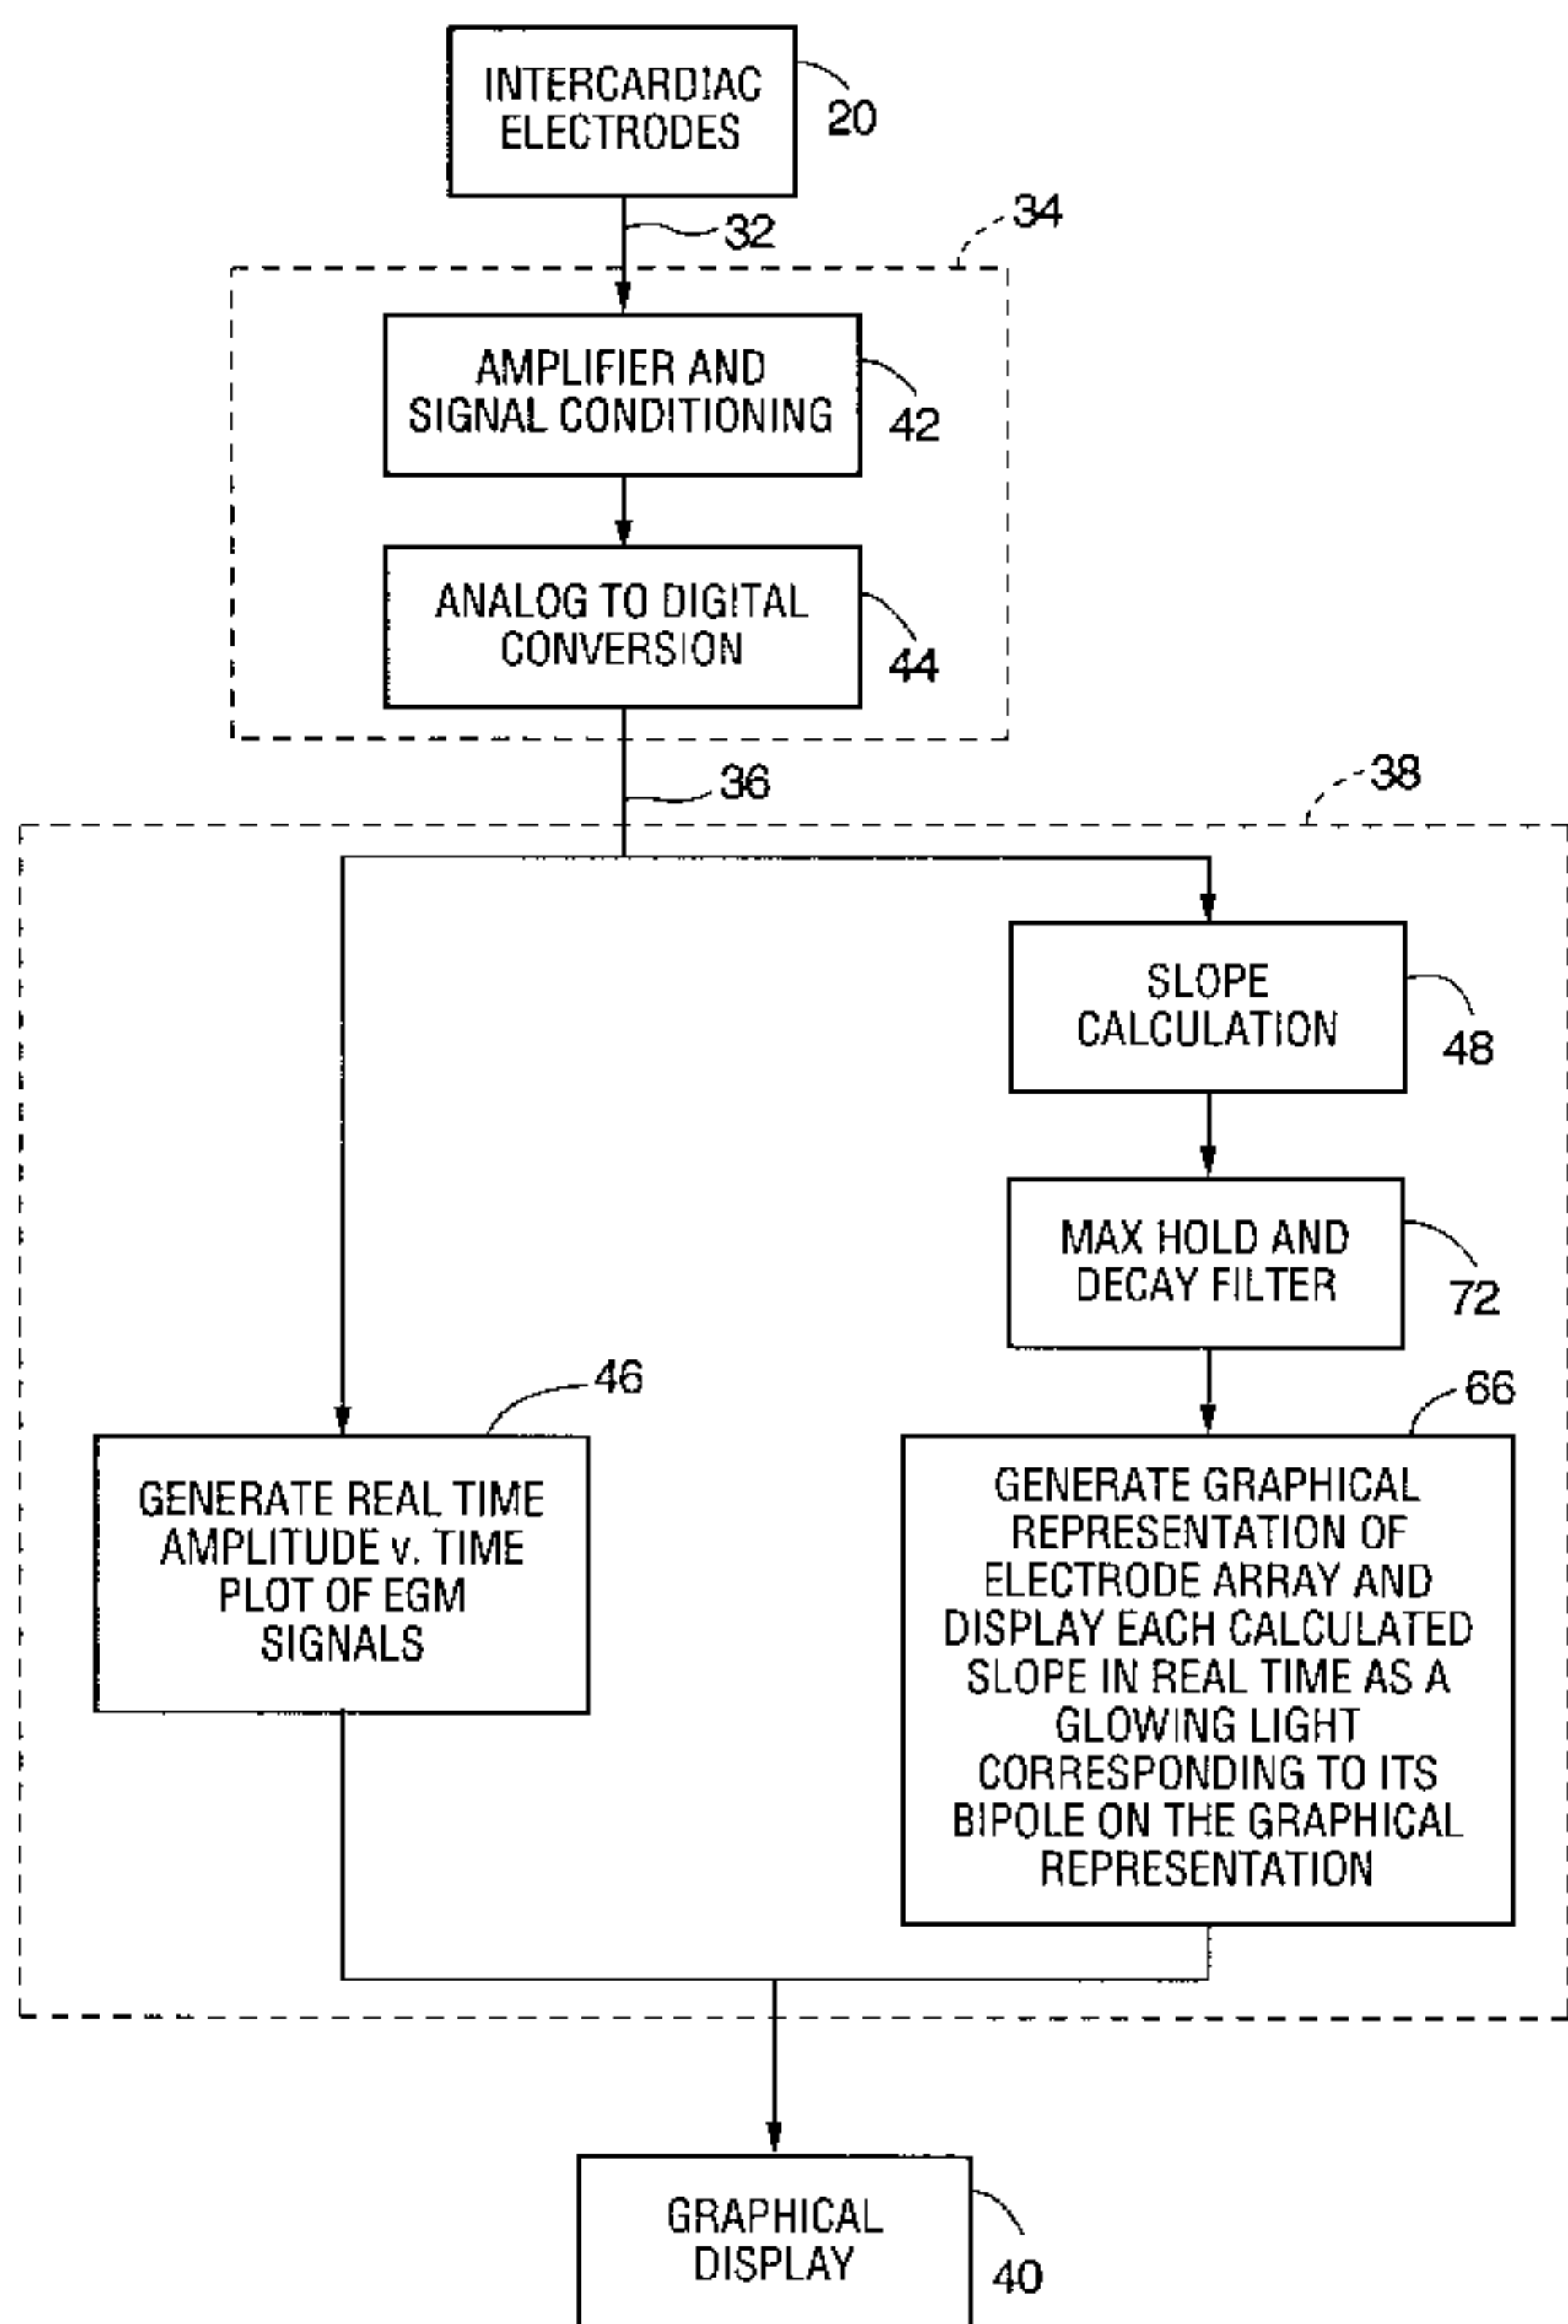 INTERCARDIAC
ELECTRODES
20
32
34
AMPLIFIER AND
SIGNAL CONDITIONING
42
ANALOG TO DIGITAL
CONVERSION
44
36
38
SLOPE
CALCULATION
48
MAX HOLD AND
DECAY FILTER
72
46
GENERATE REAL TIME
AMPLITUDE v. TIME
PLOT OF EGM
SIGNALS
66
GENERATE GRAPHICAL
REPRESENTATION OF
ELECTRODE ARRAY AND
DISPLAY EACH CALCULATED
SLOPE IN REAL TIME AS A
GLOWING LIGHT
CORRESPONDING TO ITS
BIPOLE ON THE GRAPHICAL
REPRESENTATION
GRAPHICAL
DISPLAY
40